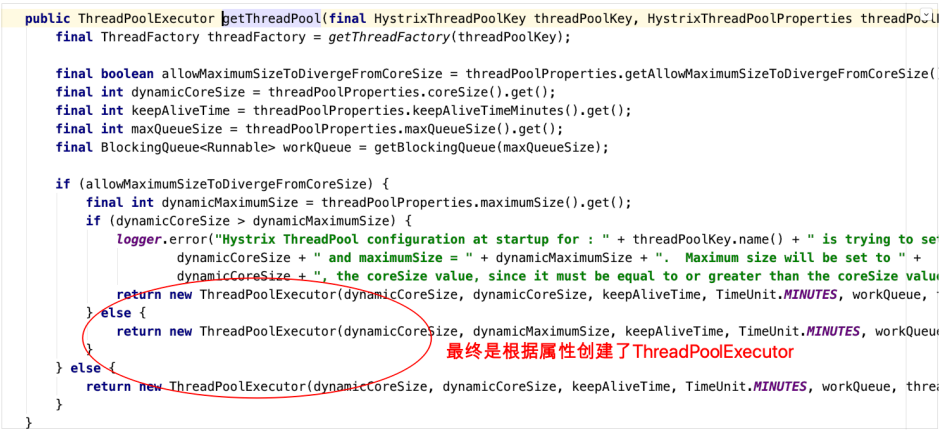 public ThreadPoolExecutor getThreadPool(final HystrixThreadPoolKey threadPoolKey, HystrixThreadPoolProperties
final ThreadFactory threadFactory = getThreadFactory(threadPoolKey);
final boolean allowMaximumSizeToDivergeFromCoreSize = threadPoolProperties.getAllowMaximumSizeToDivergeFromCoreSize(
final int dynamicCoreSize = threadPoolProperties.coreSize().get();
final int keepAliveTime = threadPoolProperties.keepAliveTimeMinutes().get();
final int maxQueueSize = threadPoolProperties.maxQueueSize().get();
final BlockingQueue<Runnable> workQueue = getBlockingQueue(maxQueueSize);
if (allowMaximumSizeToDivergeFromCoreSize) {
final int dynamicMaximumSize = threadPoolProperties.maximumSize().get();
if (dynamicCoreSize > dynamicMaximumSize) {
logger.error("Hystrix ThreadPool configuration at startup for : " + threadPoolKey.name() + " is trying to set
dynamicCoreSize + " and maximumSize = " + dynamicMaximumSize + ".  Maximum size will be set to " +
dynamicCoreSize + ", the coreSize value, since it must be equal to or greater than the coreSize value
return new ThreadPoolExecutor(dynamicCoreSize, dynamicCoreSize, keepAliveTime, TimeUnit.MINUTES, workQueue,
} else {
return new ThreadPoolExecutor(dynamicCoreSize, dynamicMaximumSize, keepAliveTime, TimeUnit.MINUTES, workQueue
}
最终是根据属性创建了ThreadPoolExecutor
} else {
return new ThreadPoolExecutor(dynamicCoreSize, dynamicCoreSize, keepAliveTime, TimeUnit.MINUTES, workQueue,
}
}